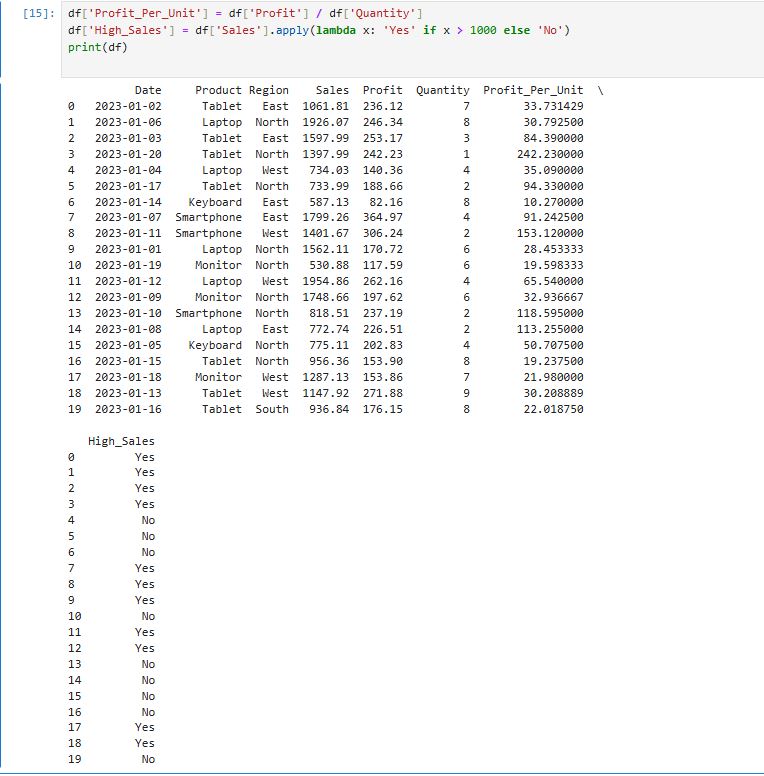 [15]: df['Profit_Per_Unit'] = df['Profit'] / df['Quantity']
df['High_Sales'] = df['Sales'].apply(lambda x: 'Yes' if x > 1000 else 'No')
print(df)
Date Product Region Sales Profit Quantity Profit_Per_Unit \
0 2023-01-02 Tablet East 1061.81 236.12 7 33.731429
1 2023-01-06 Laptop North 1926.07 246.34 8 30.792500
2 2023-01-03 Tablet East 1597.99 253.17 3 84.390000
3 2023-01-20 Tablet North 1397.99 242.23 1 242.230000
4 2023-01-04 Laptop West 734.03 140.36 4 35.090000
5 2023-01-17 Tablet North 733.99 188.66 2 94.330000
6 2023-01-14 Keyboard East 587.13 82.16 8 10.270000
7 2023-01-07 Smartphone East 1799.26 364.97 4 91.242500
8 2023-01-11 Smartphone West 1401.67 306.24 2 153.120000
9 2023-01-01 Laptop North 1562.11 170.72 6 28.453333
10 2023-01-19 Monitor North 530.88 117.59 6 19.598333
11 2023-01-12 Laptop West 1954.86 262.16 4 65.540000
12 2023-01-09 Monitor North 1748.66 197.62 6 32.936667
13 2023-01-10 Smartphone North 818.51 237.19 2 118.595000
14 2023-01-08 Laptop East 772.74 226.51 2 113.255000
15 2023-01-05 Keyboard North 775.11 202.83 4 50.707500
16 2023-01-15 Tablet North 956.36 153.90 8 19.237500
17 2023-01-18 Monitor West 1287.13 153.86 7 21.980000
18 2023-01-13 Tablet West 1147.92 271.88 9 30.208889
19 2023-01-16 Tablet South 936.84 176.15 8 22.018750
High_Sales
0 Yes
1 Yes
2 Yes
3 Yes
4 No
5 No
6 No
7 Yes
8 Yes
9 Yes
10 No
11 Yes
12 Yes
13 No
14 No
15 No
16 No
17 Yes
18 Yes
19 No